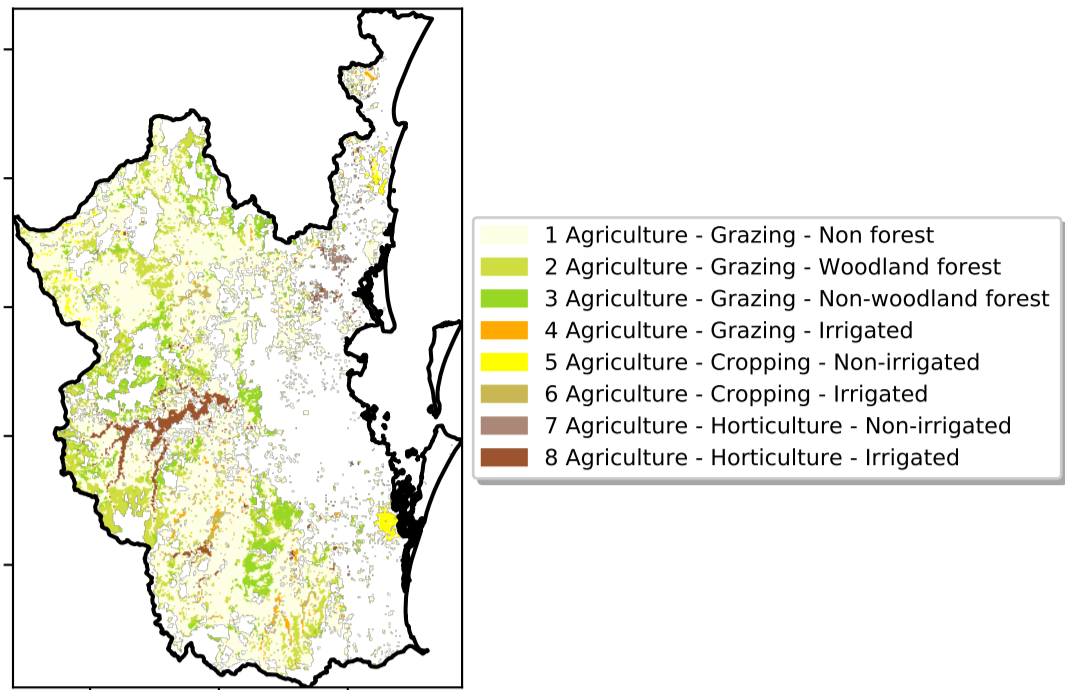 1 Agriculture - Grazing - Non forest
2 Agriculture - Grazing - Woodland forest
3 Agriculture - Grazing - Non-woodland forest
4 Agriculture - Grazing - Irrigated
5 Agriculture - Cropping - Non-irrigated
6 Agriculture - Cropping - Irrigated
7 Agriculture - Horticulture - Non-irrigated
8 Agriculture - Horticulture - Irrigated